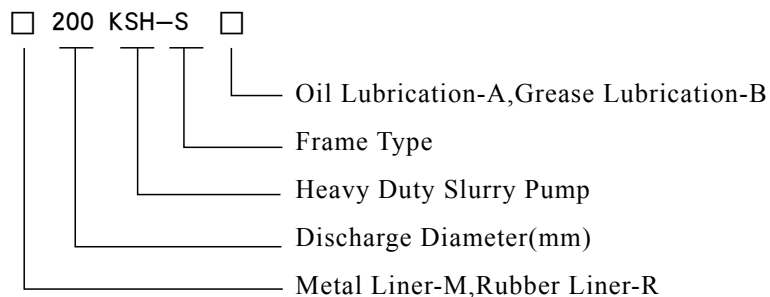 □ 200 KSH-S □
Oil Lubrication-A,Grease Lubrication-B
Frame Type
Heavy Duty Slurry Pump
Discharge Diameter(mm)
Metal Liner-M,Rubber Liner-R